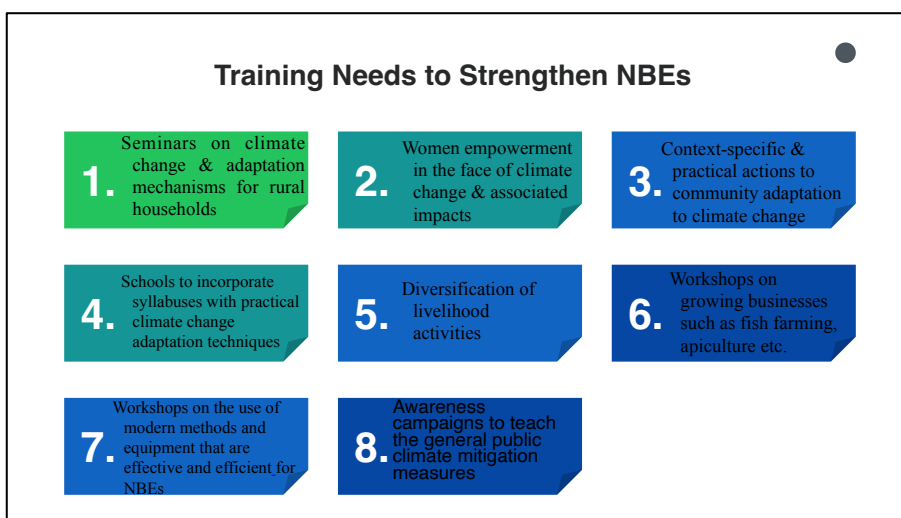 Training Needs to Strengthen NBEs
1.
Seminars on climate
change & adaptation
mechanisms for rural
households
2.
Women empowerment
in the face of climate
change & associated
impacts
3.
Context-specific &
practical actions to
community adaptation
to climate change
4.
Schools to incorporate
syllabuses with practical
climate change
adaptation techniques
5.
Diversification of
livelihood
activities
6.
Workshops on
growing businesses
such as fish farming,
apiculture etc.
7.
Workshops on the use of
modern methods and
equipment that are
effective and efficient for
NBEs
8.
Awareness
campaigns to teach
the general public
climate mitigation
measures